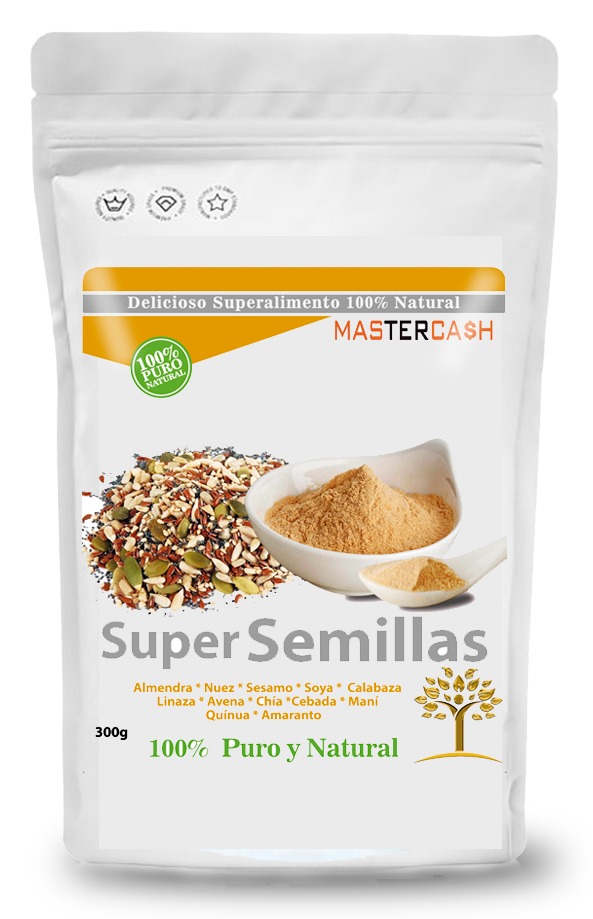 Delicioso Superalimento 100% Natural
MASTERCA$H
100%
PURO
NATURAL
Super Semillas
Almendra * Nuez * Sesamo * Soya * Calabaza
Linaza * Avena * Chía *Cebada * Maní
Quínua * Amaranto
300g
100% Puro y Natural